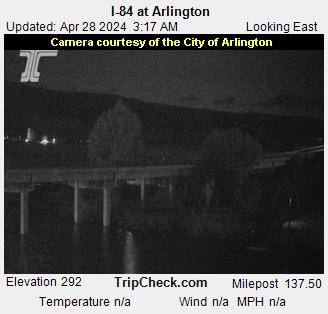 I-84 at Arlington
Updated: Apr 28 2024 3:17 AM Looking East
Camera courtesy of the City of Arlington
Elevation 292 TripCheck.com Milepost 137.50
Temperature n/a Wind n/a MPH n/a